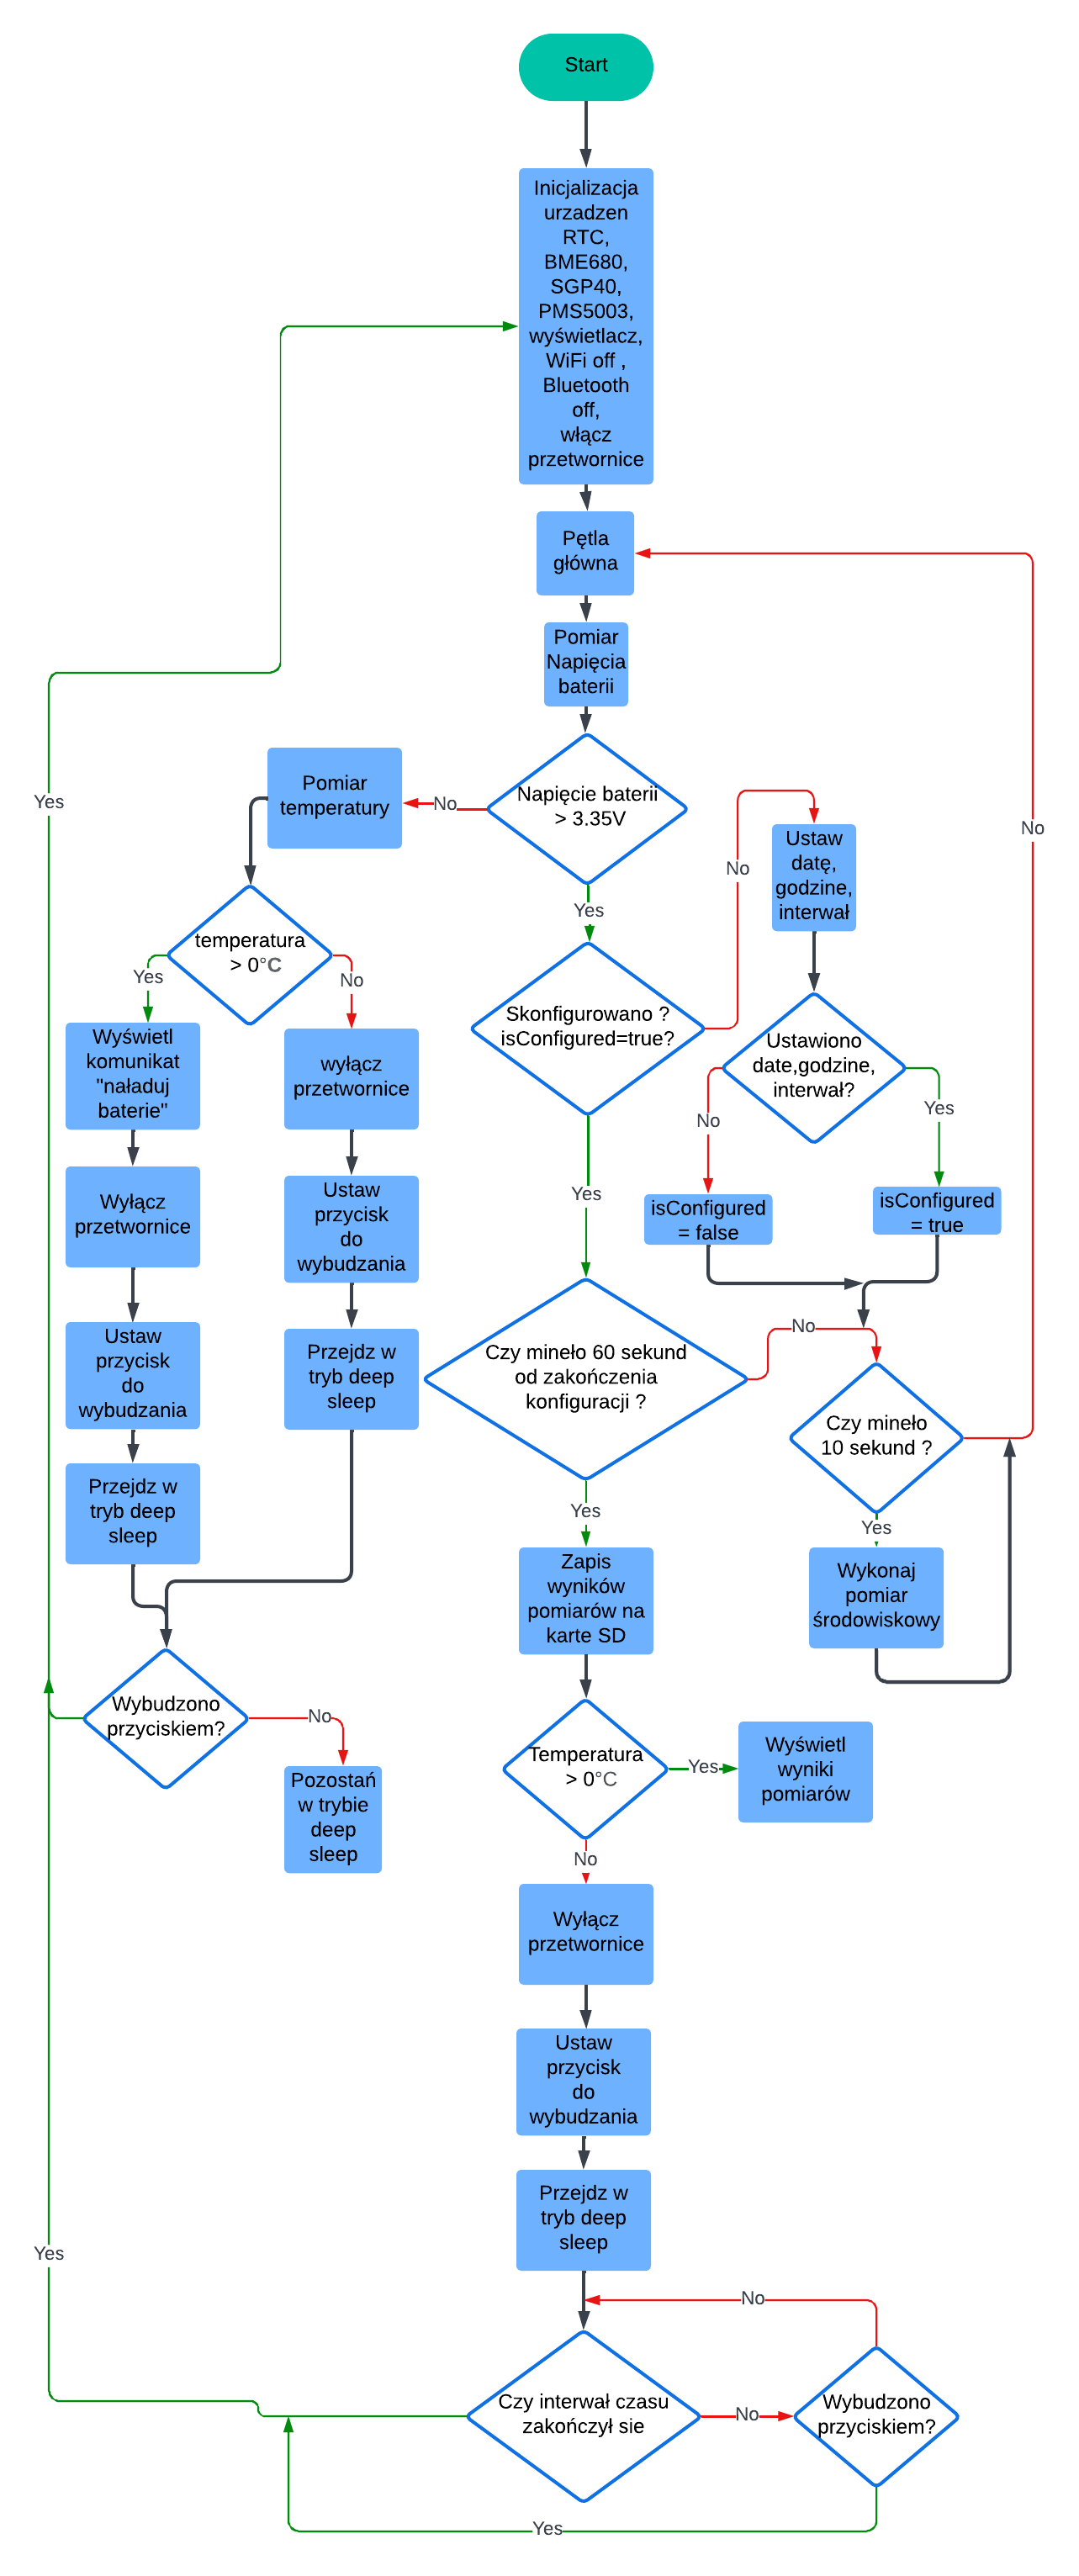 Start
Inicjalizacja
urzadzen
RTC,
BME680,
SGP40,
PMS5003,
wyświetlacz,
WiFi off ,
Bluetooth
off,
włącz
przetwornice
Pętla
główna
Pomiar
Napięcia
baterii
Napięcie baterii
> 3.35V
No
Pomiar
temperatury
Yes
Yes
No
No
Ustaw
datę,
godzine,
interwał
temperatura
> 0°C
Yes
No
Skonfigurowano ?
isConfigured=true?
Ustawiono
date,godzine,
interwał?
No
Yes
Wyświetl
komunikat
"naładuj
baterie"
wyłącz
przetwornice
Wyłącz
przetwornice
Ustaw
przycisk
do
wybudzania
Yes
isConfigured
= false
isConfigured
= true
Ustaw
przycisk
do
wybudzania
Przejdz w
tryb deep
sleep
Czy mineło 60 sekund
od zakończenia
konfiguracji ?
No
Czy mineło
10 sekund ?
Przejdz w
tryb deep
sleep
Yes
Yes
Zapis
wyników
pomiarów na
karte SD
Wykonaj
pomiar
środowiskowy
Wybudzono
przyciskiem?
No
Pozostań
w trybie
deep
sleep
Temperatura
> 0°C
Yes
Wyświetl
wyniki
pomiarów
No
Wyłącz
przetwornice
Ustaw
przycisk
do
wybudzania
Przejdz w
tryb deep
sleep
Yes
No
Czy interwał czasu
zakończył sie
No
Wybudzono
przyciskiem?
Yes